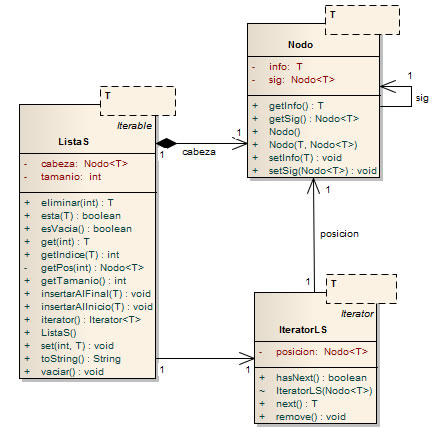 T
Nodo
- info: T
- sig: Nodo<T>
+ getInfo() : T
+ getSig() : Nodo<T>
+ Nodo()
+ Nodo(T, Nodo<T>)
+ setInfo(T) : void
+ setSig(Nodo<T>) : void
1
sig
1
T
Iterable
ListaS
- cabeza: Nodo<T>
- tamanio: int
+ eliminar(int) : T
+ esta(T) : boolean
+ esVacia() : boolean
+ get(int) : T
+ getIndice(T) : int
- getPos(int) : Nodo<T>
+ getTamanio() : int
+ insertarAlFinal(T) : void
+ insertarAlInicio(T) : void
+ iterator() : Iterator<T>
+ ListaS()
+ set(int, T) : void
+ toString() : String
+ vaciar() : void
1
cabeza
1
1
posicion
1
T
Iterator
IteratorLS
- posicion: Nodo<T>
+ hasNext() : boolean
~ IteratorLS(Nodo<T>)
+ next() : T
+ remove() : void
1
1